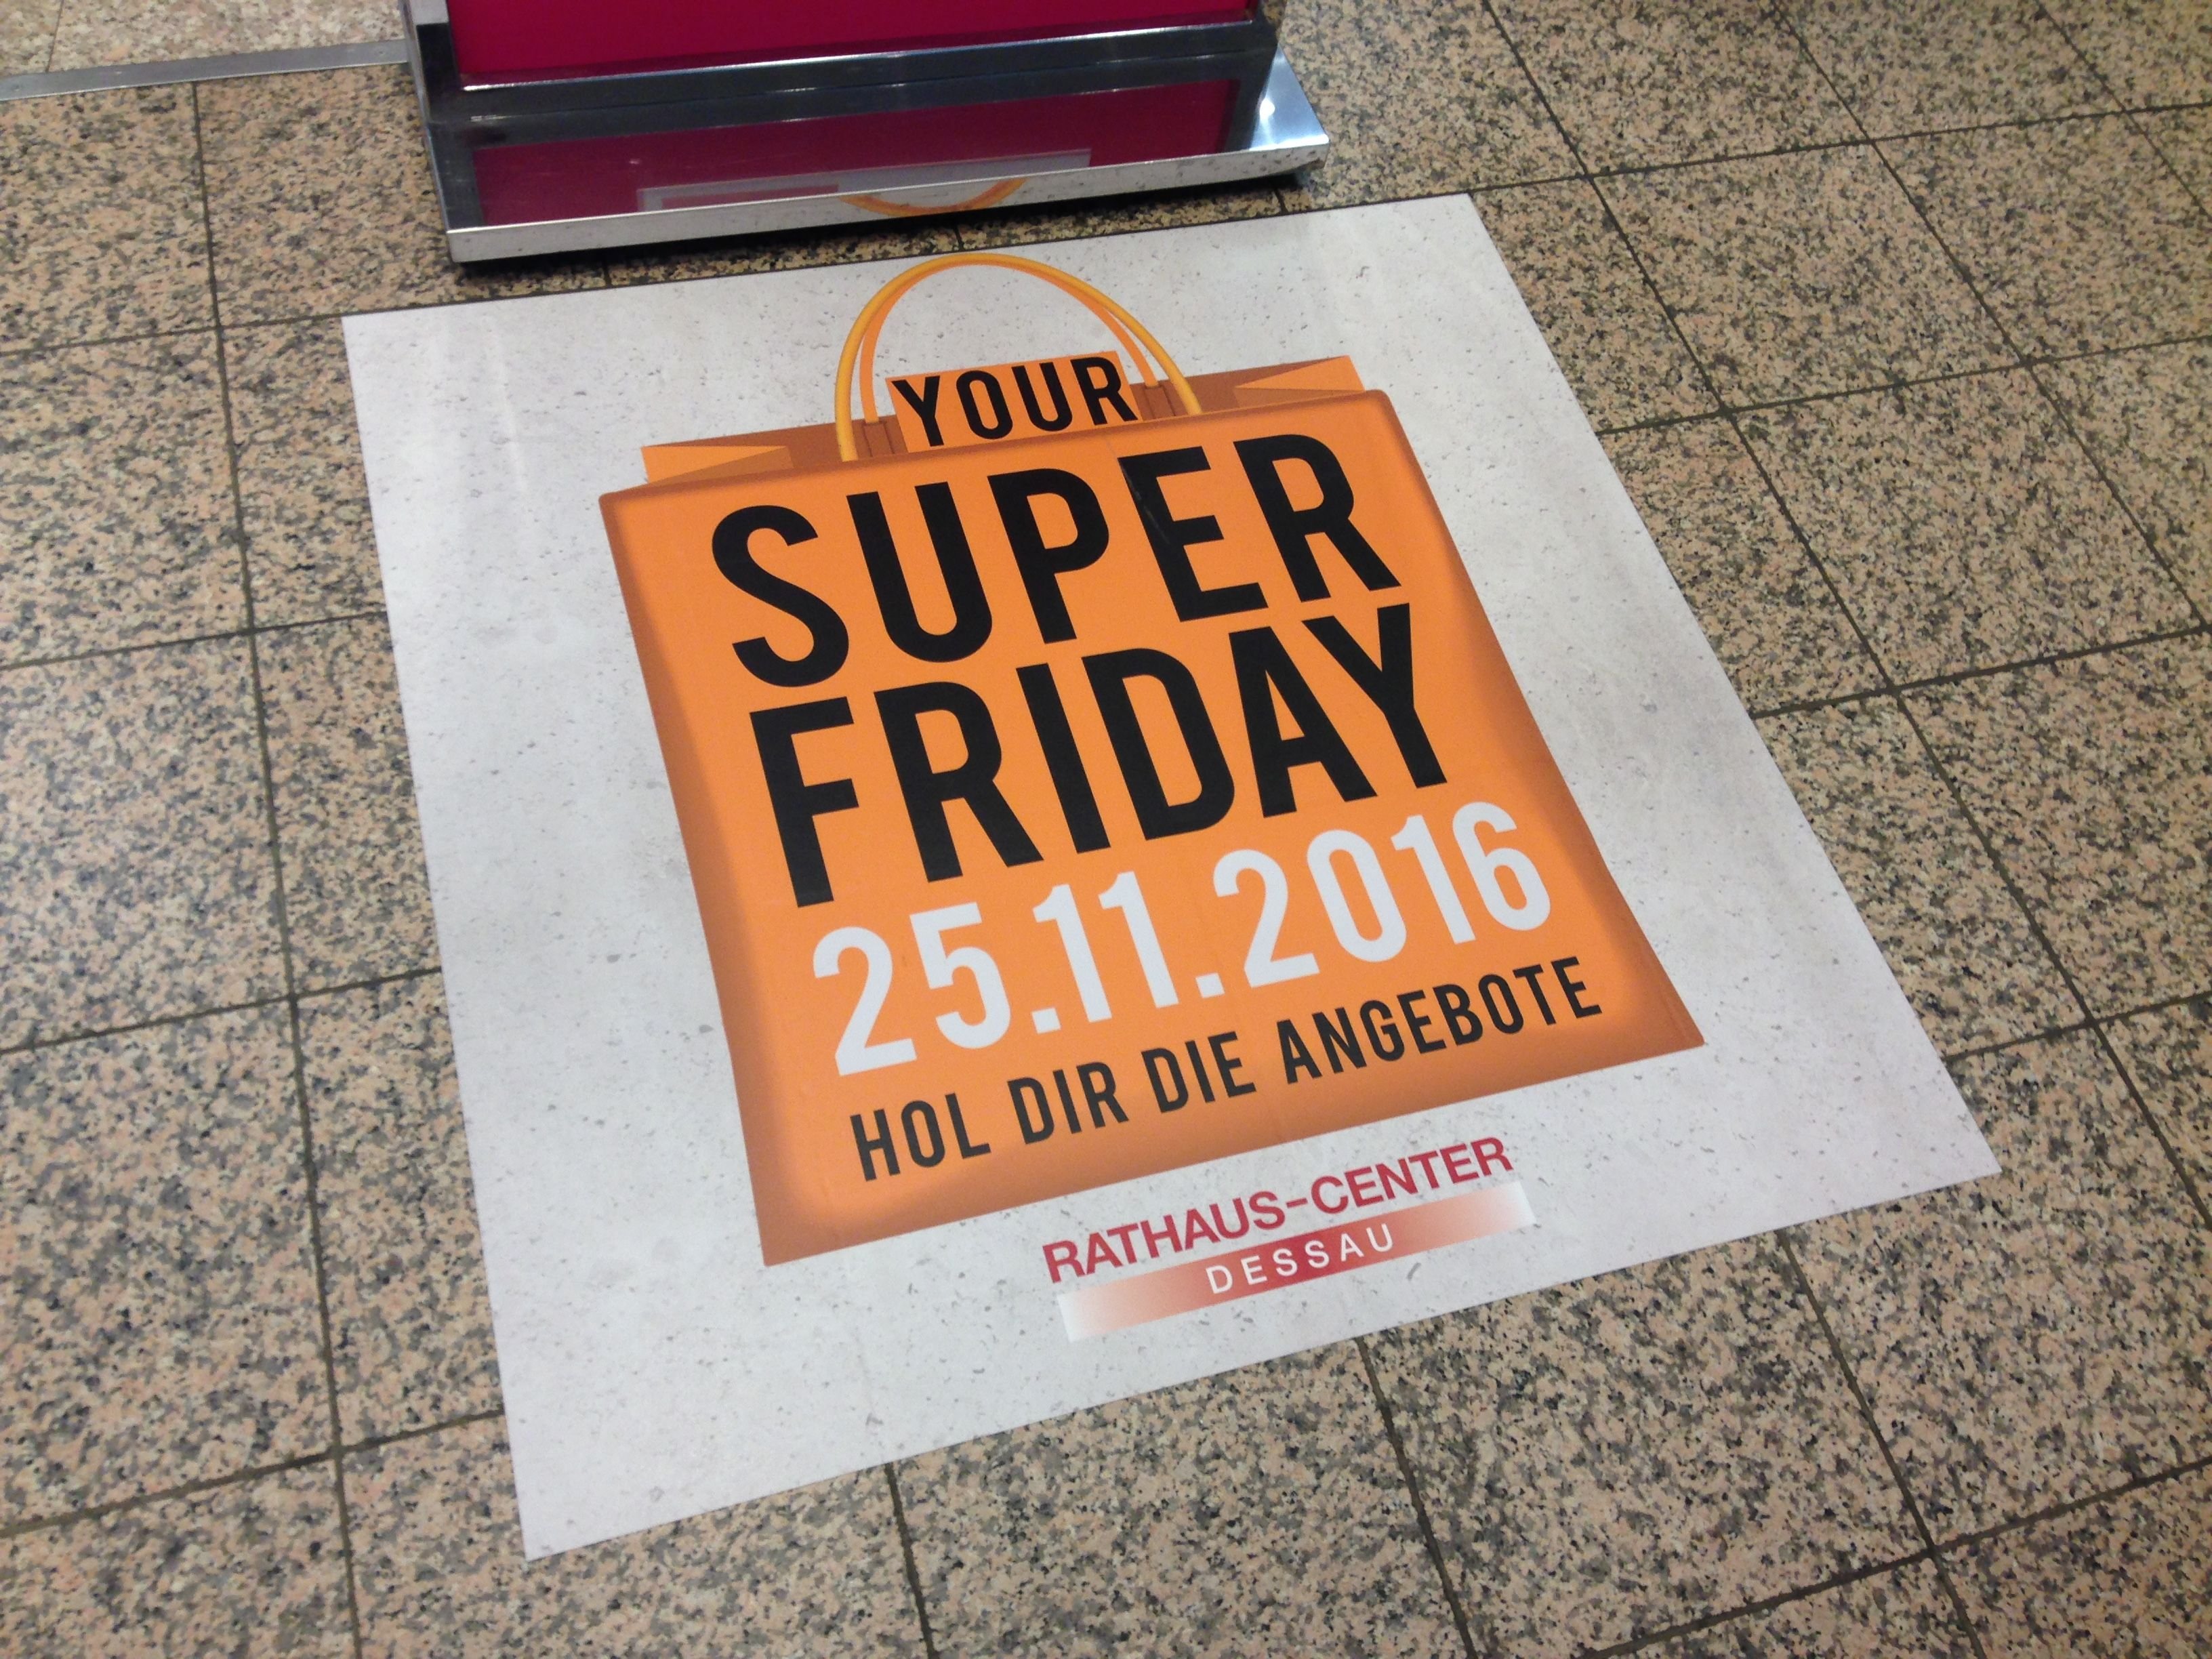 YOUR
SUPER
FRIDAY
25.11.2016
HOL DIR DIE ANGEBOTE
RATHAUS-CENTER
DESSAU